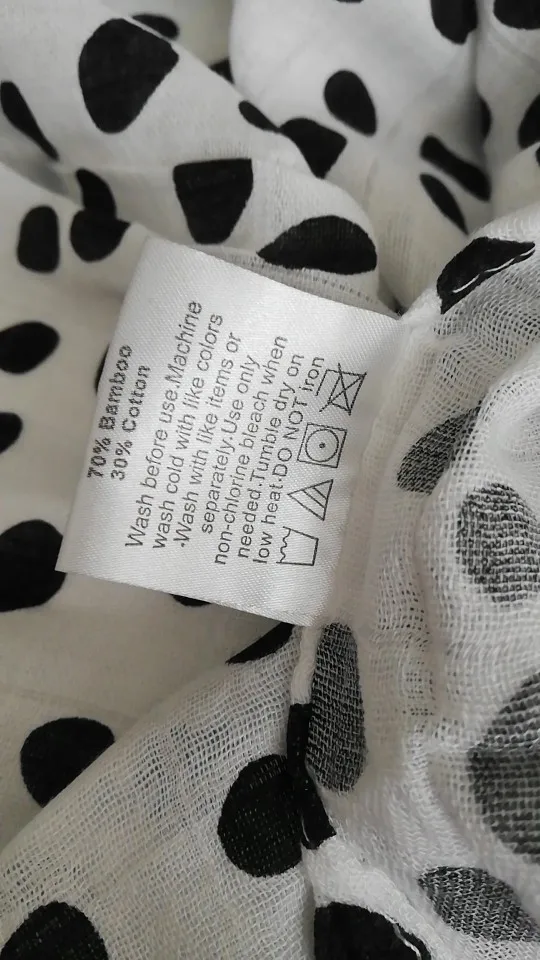 70% Bamboo
30% Cotton
Wash before use.Machine
wash cold with like colors
·Wash with like items or
separately·Use only
non-chlorine bleach when
needed.Tumble dry on
low heat·DO NOT iron